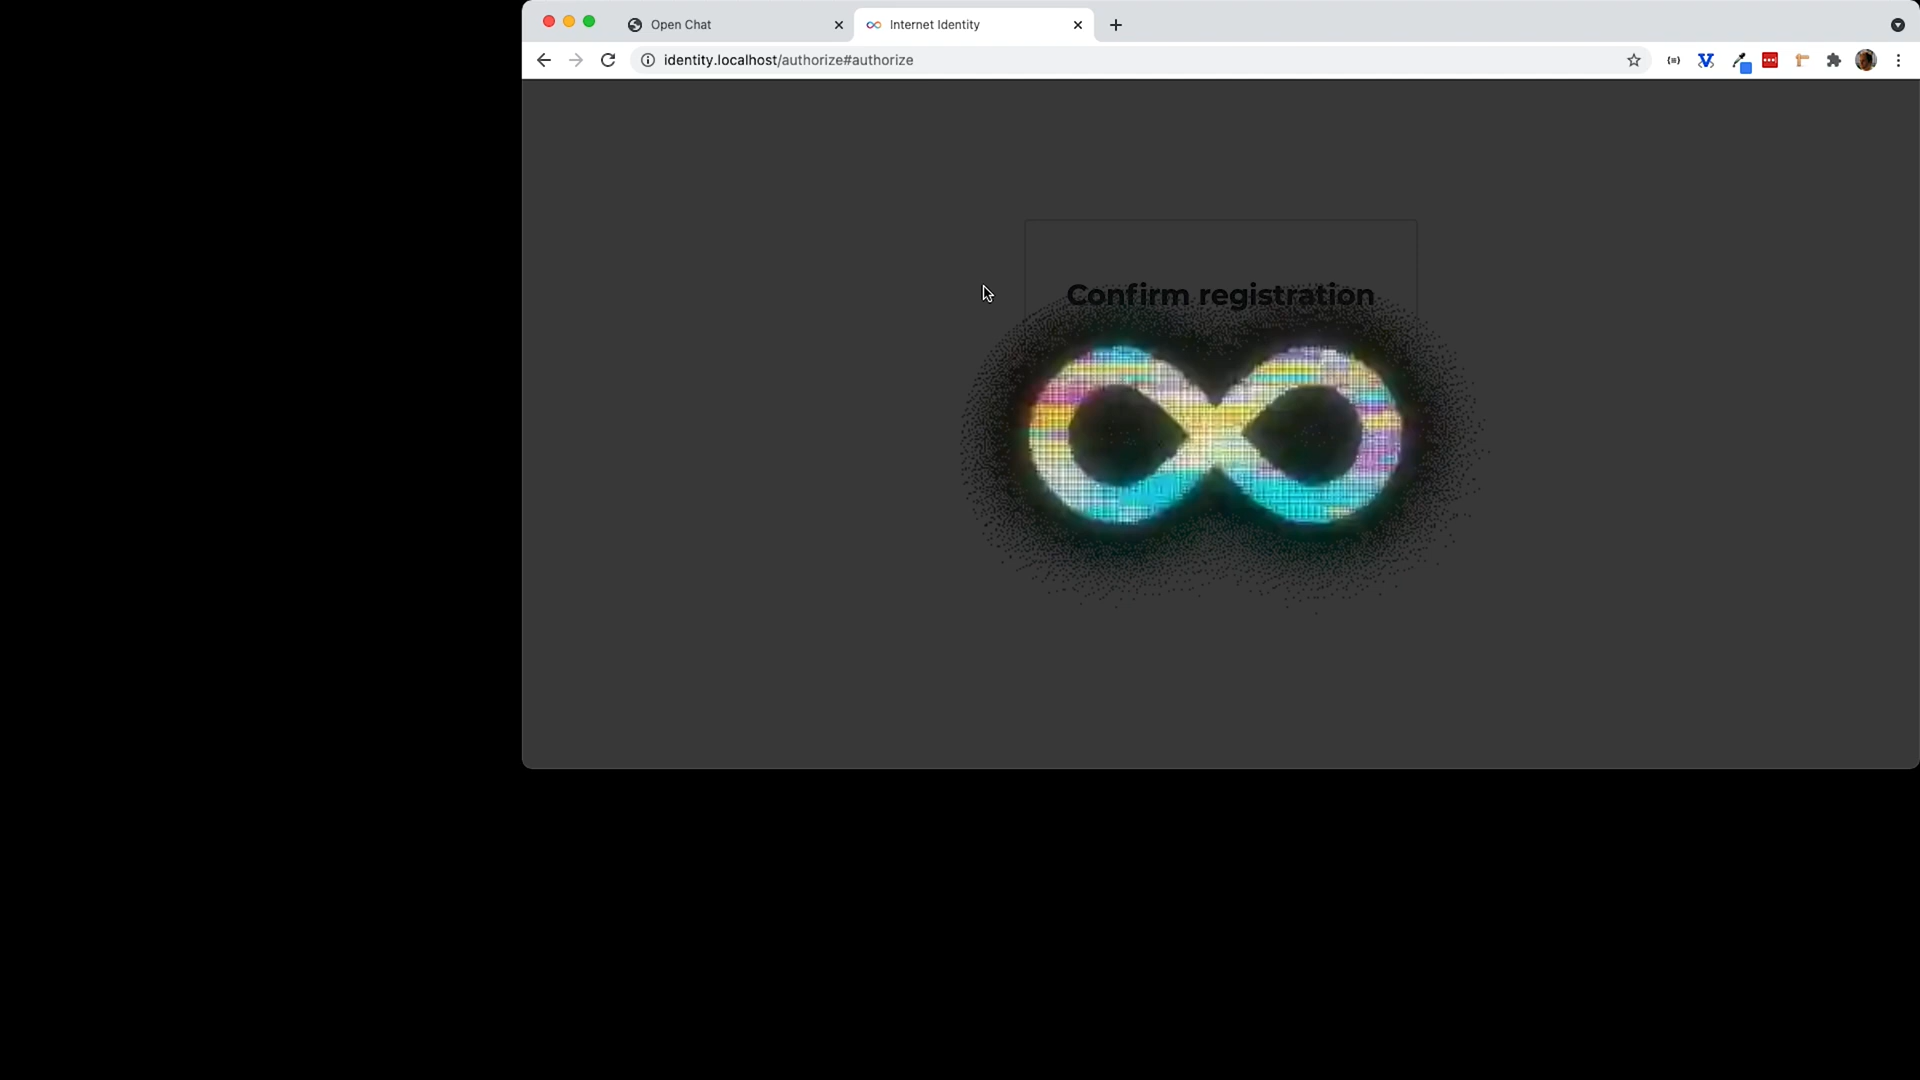 Open Chat
Internet Identity
identity.localhost/authorize#authorize
Confirm registration